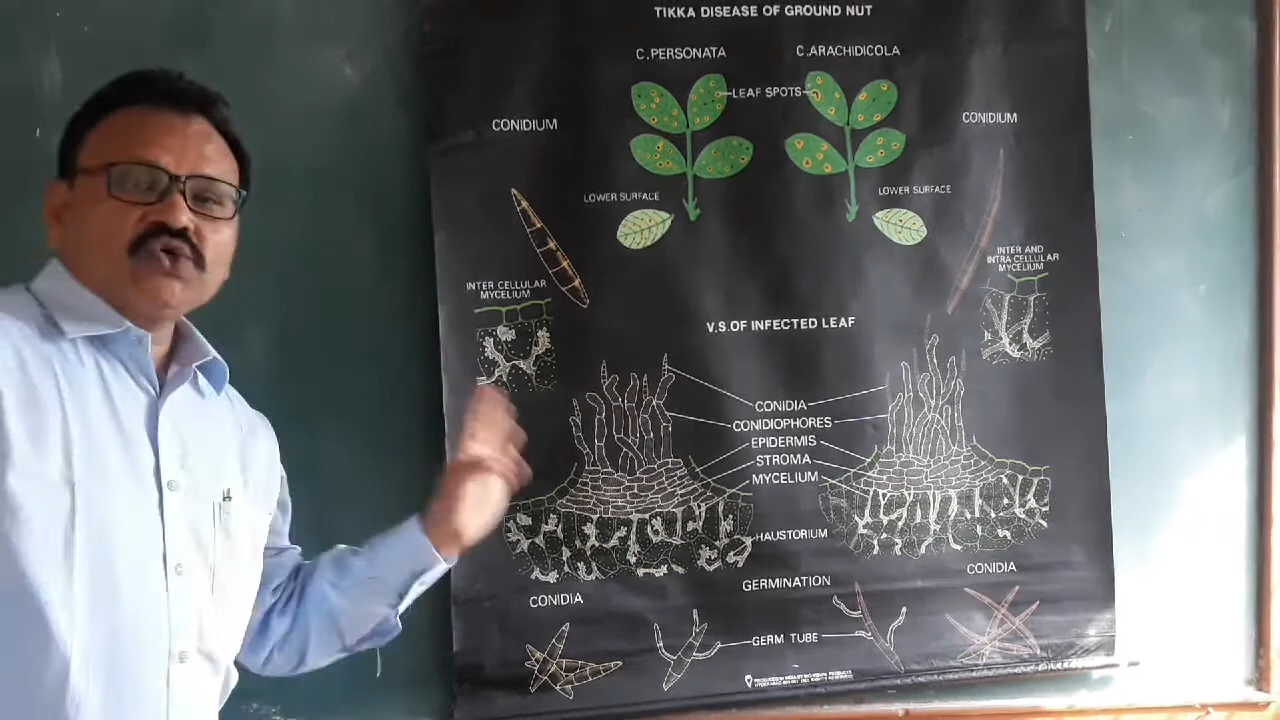 TIKKA DISEASE OF GROUND NUT
C.PERSONATA
C.ARACHIDICOLA
LEAF SPOTS
CONIDIUM
CONIDIUM
LOWER SURFACE
LOWER SURFACE
INTER CELLULAR
MYCELIUM
INTER AND
INTRA CELLULAR
MYCELIUM
V.S.OF INFECTED LEAF
CONIDIA
CONIDIOPHORES
EPIDERMIS
STROMA
MYCELIUM
HAUSTORIUM
CONIDIA
GERMINATION
CONIDIA
GERM TUBE